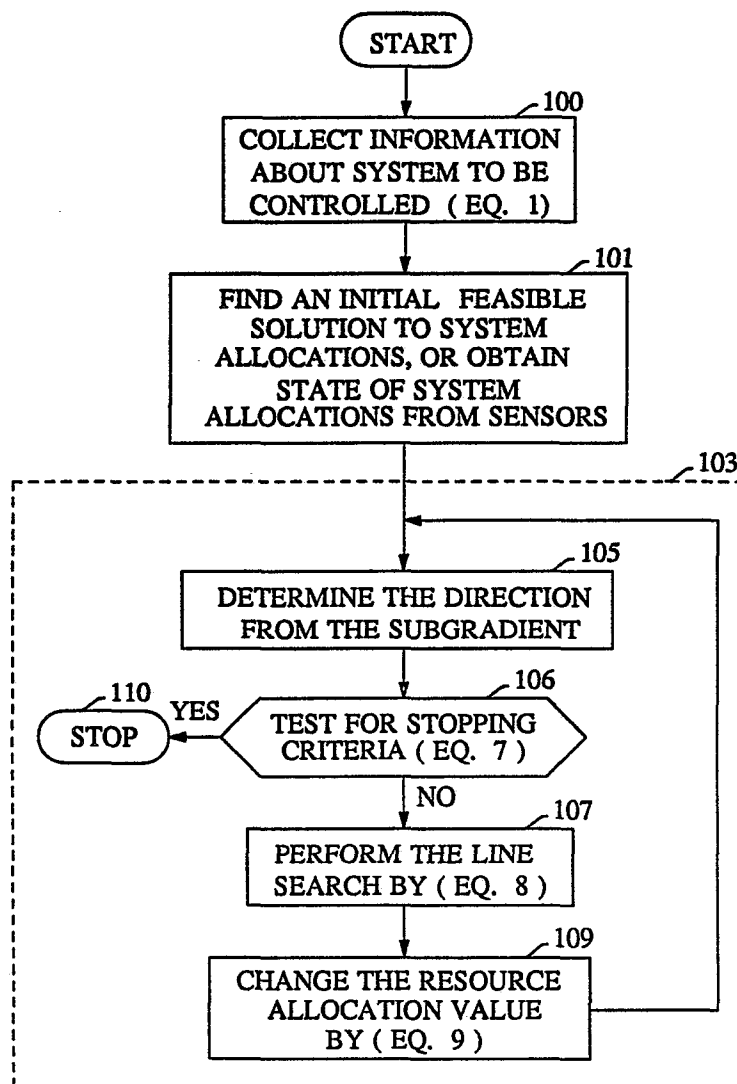 START
100
COLLECT INFORMATION
ABOUT SYSTEM TO BE
CONTROLLED ( EQ. 1)
101
FIND AN INITIAL FEASIBLE
SOLUTION TO SYSTEM
ALLOCATIONS, OR OBTAIN
STATE OF SYSTEM
ALLOCATIONS FROM SENSORS
103
105
DETERMINE THE DIRECTION
FROM THE SUBGRADIENT
106
TEST FOR STOPPING
CRITERIA ( EQ. 7 )
110
YES
STOP
NO
107
PERFORM THE LINE
SEARCH BY ( EQ. 8 )
109
CHANGE THE RESOURCE
ALLOCATION VALUE
BY ( EQ. 9 )